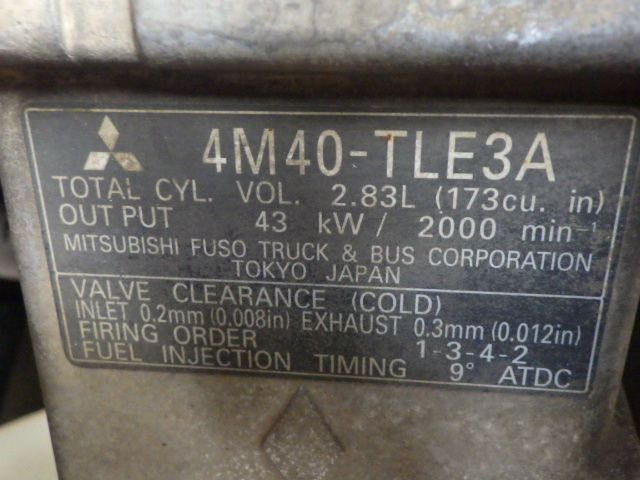 4M40-TLE3A
TOTAL CYL. VOL. 2.83L (173cu. in)
OUTPUT 43 kW / 2000 min⁻¹
MITSUBISHI FUSO TRUCK & BUS CORPORATION
TOKYO JAPAN
VALVE CLEARANCE (COLD)
INLET 0.2mm (0.008in) EXHAUST 0.3mm (0.012in)
FIRING ORDER 1-3-4-2
FUEL INJECTION TIMING 9° ATDC